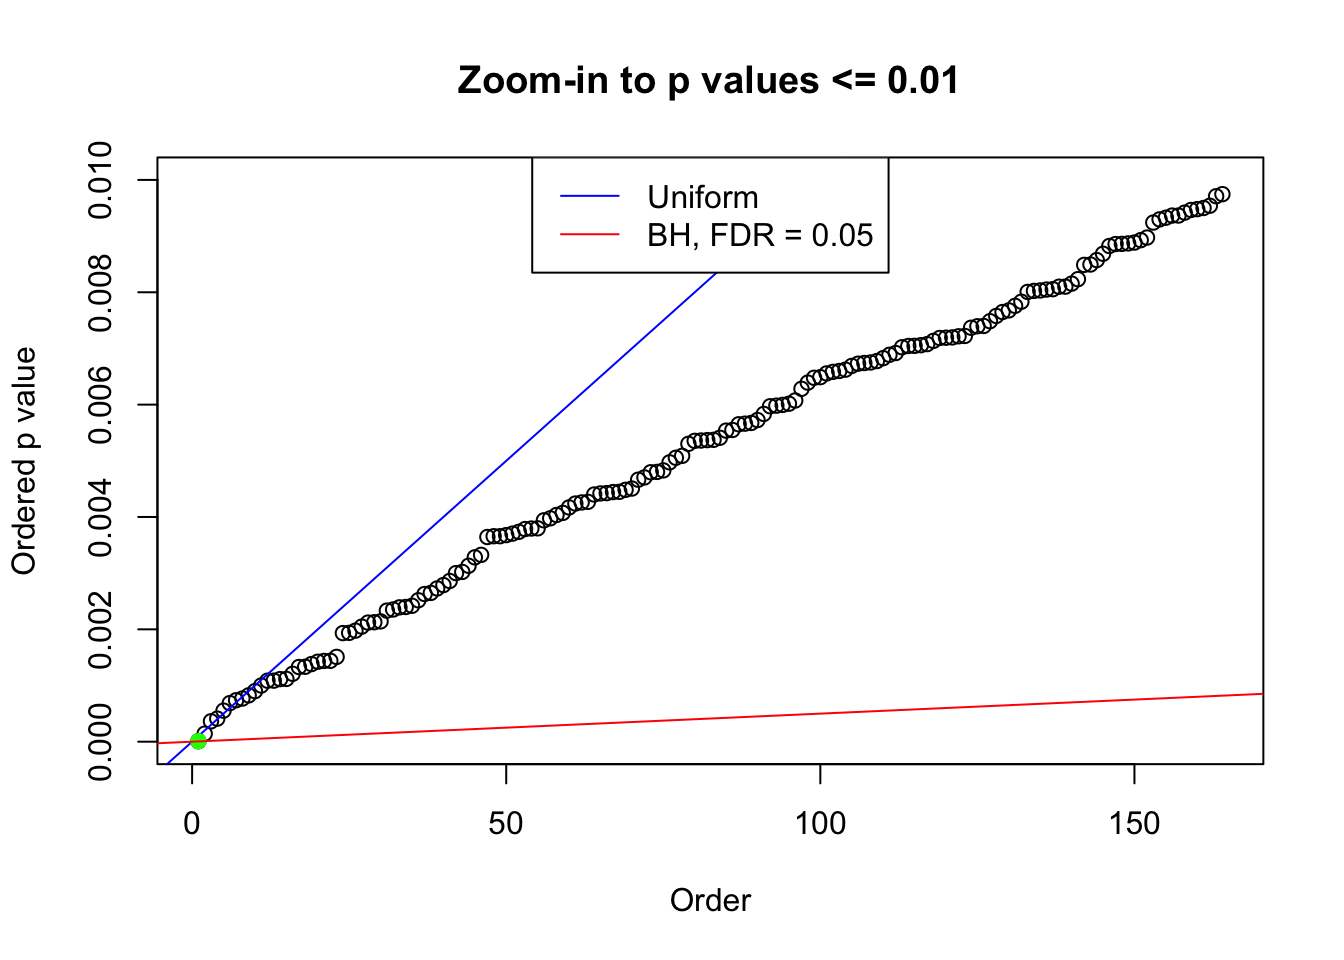 Zoom-in to p values <= 0.01
Uniform
BH, FDR = 0.05
Ordered p value
0.010
0.008
0.006
0.004
0.002
0.000
0 50 100 150
Order